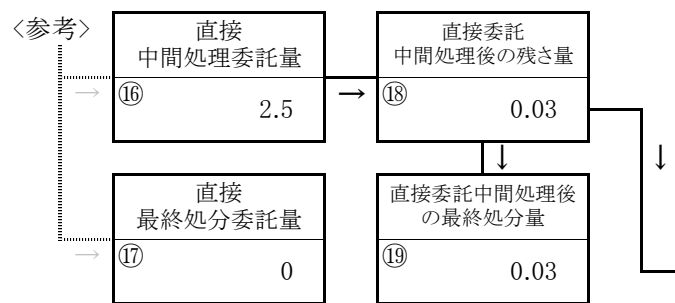 〈参考〉
直接
中間処理委託量
→
⑯
2.5
→
直接委託
中間処理後の残さ量
⑱
0.03
↓
↓
直接
最終処分委託量
→
⑰
0
直接委託中間処理後
の最終処分量
⑲
0.03